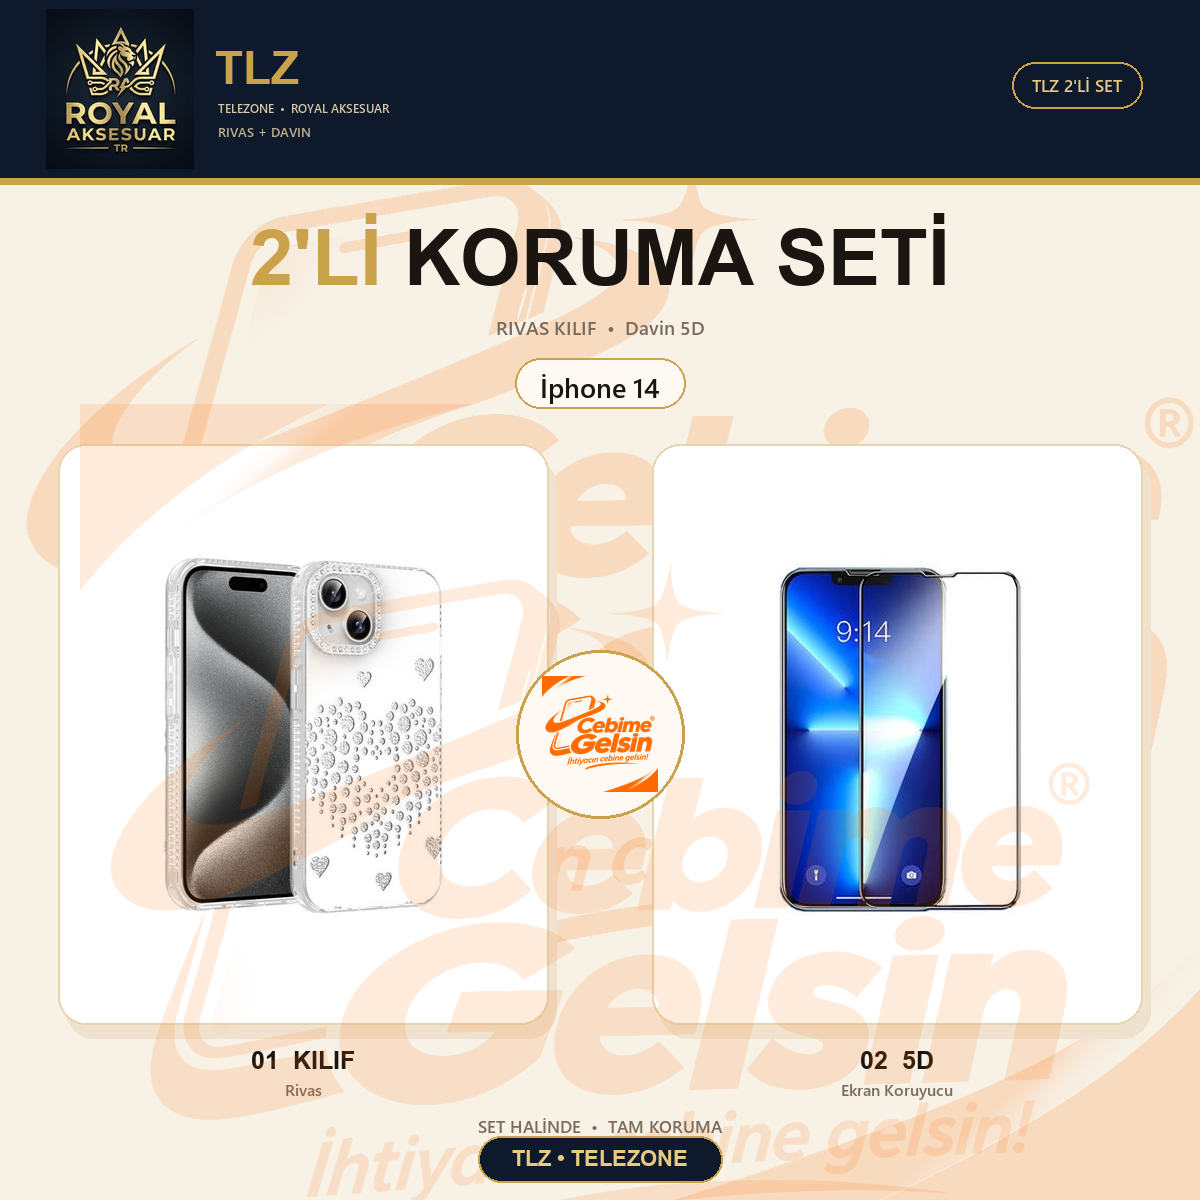 ROYAL
AKSESUAR
TR
TLZ
TELEZONE • ROYAL AKSESUAR
RIVAS + DAVIN
TLZ 2'Lİ SET
2'Lİ KORUMA SETİ
RIVAS KILIF • Davin 5D
İphone 14
9:14
Cebime
Gelsin
İhtiyacın cebine gelsin!
Cebime ®
Gelsin
01 KILIF
Rivas
02 5D
Ekran Koruyucu
SET HALİNDE • TAM KORUMA
TLZ • TELEZONE